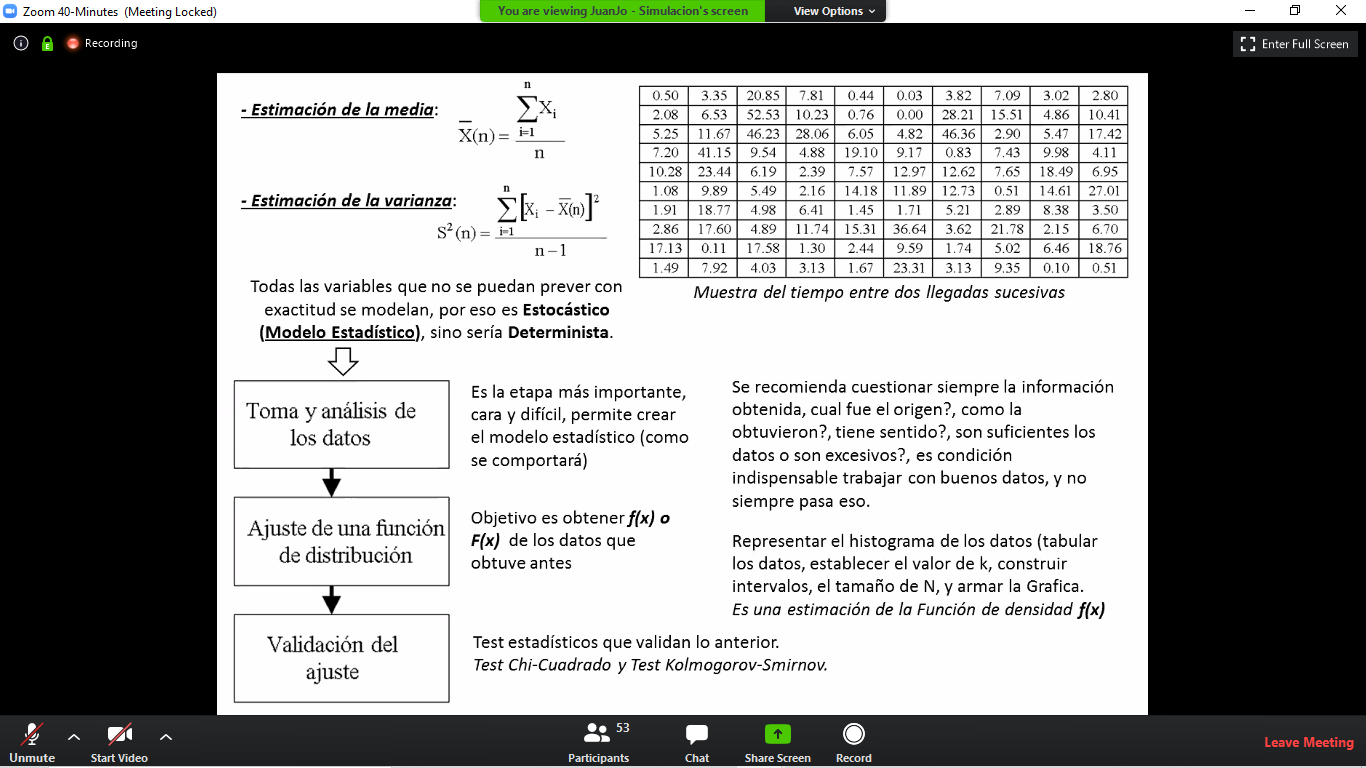 Zoom 40-Minutes (Meeting Locked)
You are viewing JuanJo - Simulacion's screen
View Options
Recording
Enter Full Screen
- Estimación de la media:
X̄(n) = n ∑ i=1 Xi / n
- Estimación de la varianza:
S²(n) = n ∑ i=1 [Xi − X̄(n)]² / n − 1
0.50 3.35 20.85 7.81 0.44 0.03 3.82 7.09 3.02 2.80
2.08 6.53 52.53 10.23 0.76 0.00 28.21 15.51 4.86 10.41
5.25 11.67 46.23 28.06 6.05 4.82 46.36 2.90 5.47 17.42
7.20 41.15 9.54 4.88 19.10 9.17 0.83 7.43 9.98 4.11
10.28 23.44 6.19 2.39 7.57 12.97 12.62 7.65 18.49 6.95
1.08 9.89 5.49 2.16 14.18 11.89 12.73 0.51 14.61 27.01
1.91 18.77 4.98 6.41 1.45 1.71 5.21 2.89 8.38 3.50
2.86 17.60 4.89 11.74 15.31 36.64 3.62 21.78 2.15 6.70
17.13 0.11 17.58 1.30 2.44 9.59 1.74 5.02 6.46 18.76
1.49 7.92 4.03 3.13 1.67 23.31 3.13 9.35 0.10 0.51
Muestra del tiempo entre dos llegadas sucesivas
Todas las variables que no se puedan prever con
exactitud se modelan, por eso es Estocástico
(Modelo Estadístico), sino sería Determinista.
Toma y análisis de
los datos
Es la etapa más importante,
cara y difícil, permite crear
el modelo estadístico (como
se comportará)
Se recomienda cuestionar siempre la información
obtenida, cual fue el origen?, como la
obtuvieron?, tiene sentido?, son suficientes los
datos o son excesivos?, es condición
indispensable trabajar con buenos datos, y no
siempre pasa eso.
Ajuste de una función
de distribución
Objetivo es obtener f(x) o
F(x) de los datos que
obtuve antes
Representar el histograma de los datos (tabular
los datos, establecer el valor de k, construir
intervalos, el tamaño de N, y armar la Grafica.
Es una estimación de la Función de densidad f(x)
Validación del
ajuste
Test estadísticos que validan lo anterior.
Test Chi-Cuadrado y Test Kolmogorov-Smirnov.
Unmute
Start Video
53
Participants
Chat
Share Screen
Record
Leave Meeting